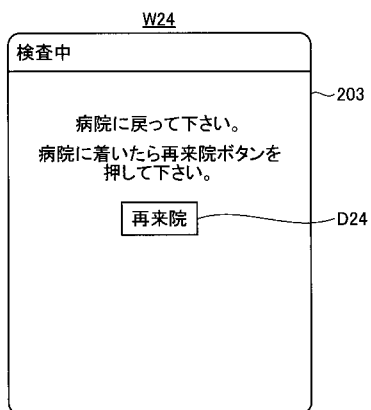 W24
検査中
203
病院に戻って下さい。
病院に着いたら再来院ボタンを
押して下さい。
再来院
D24